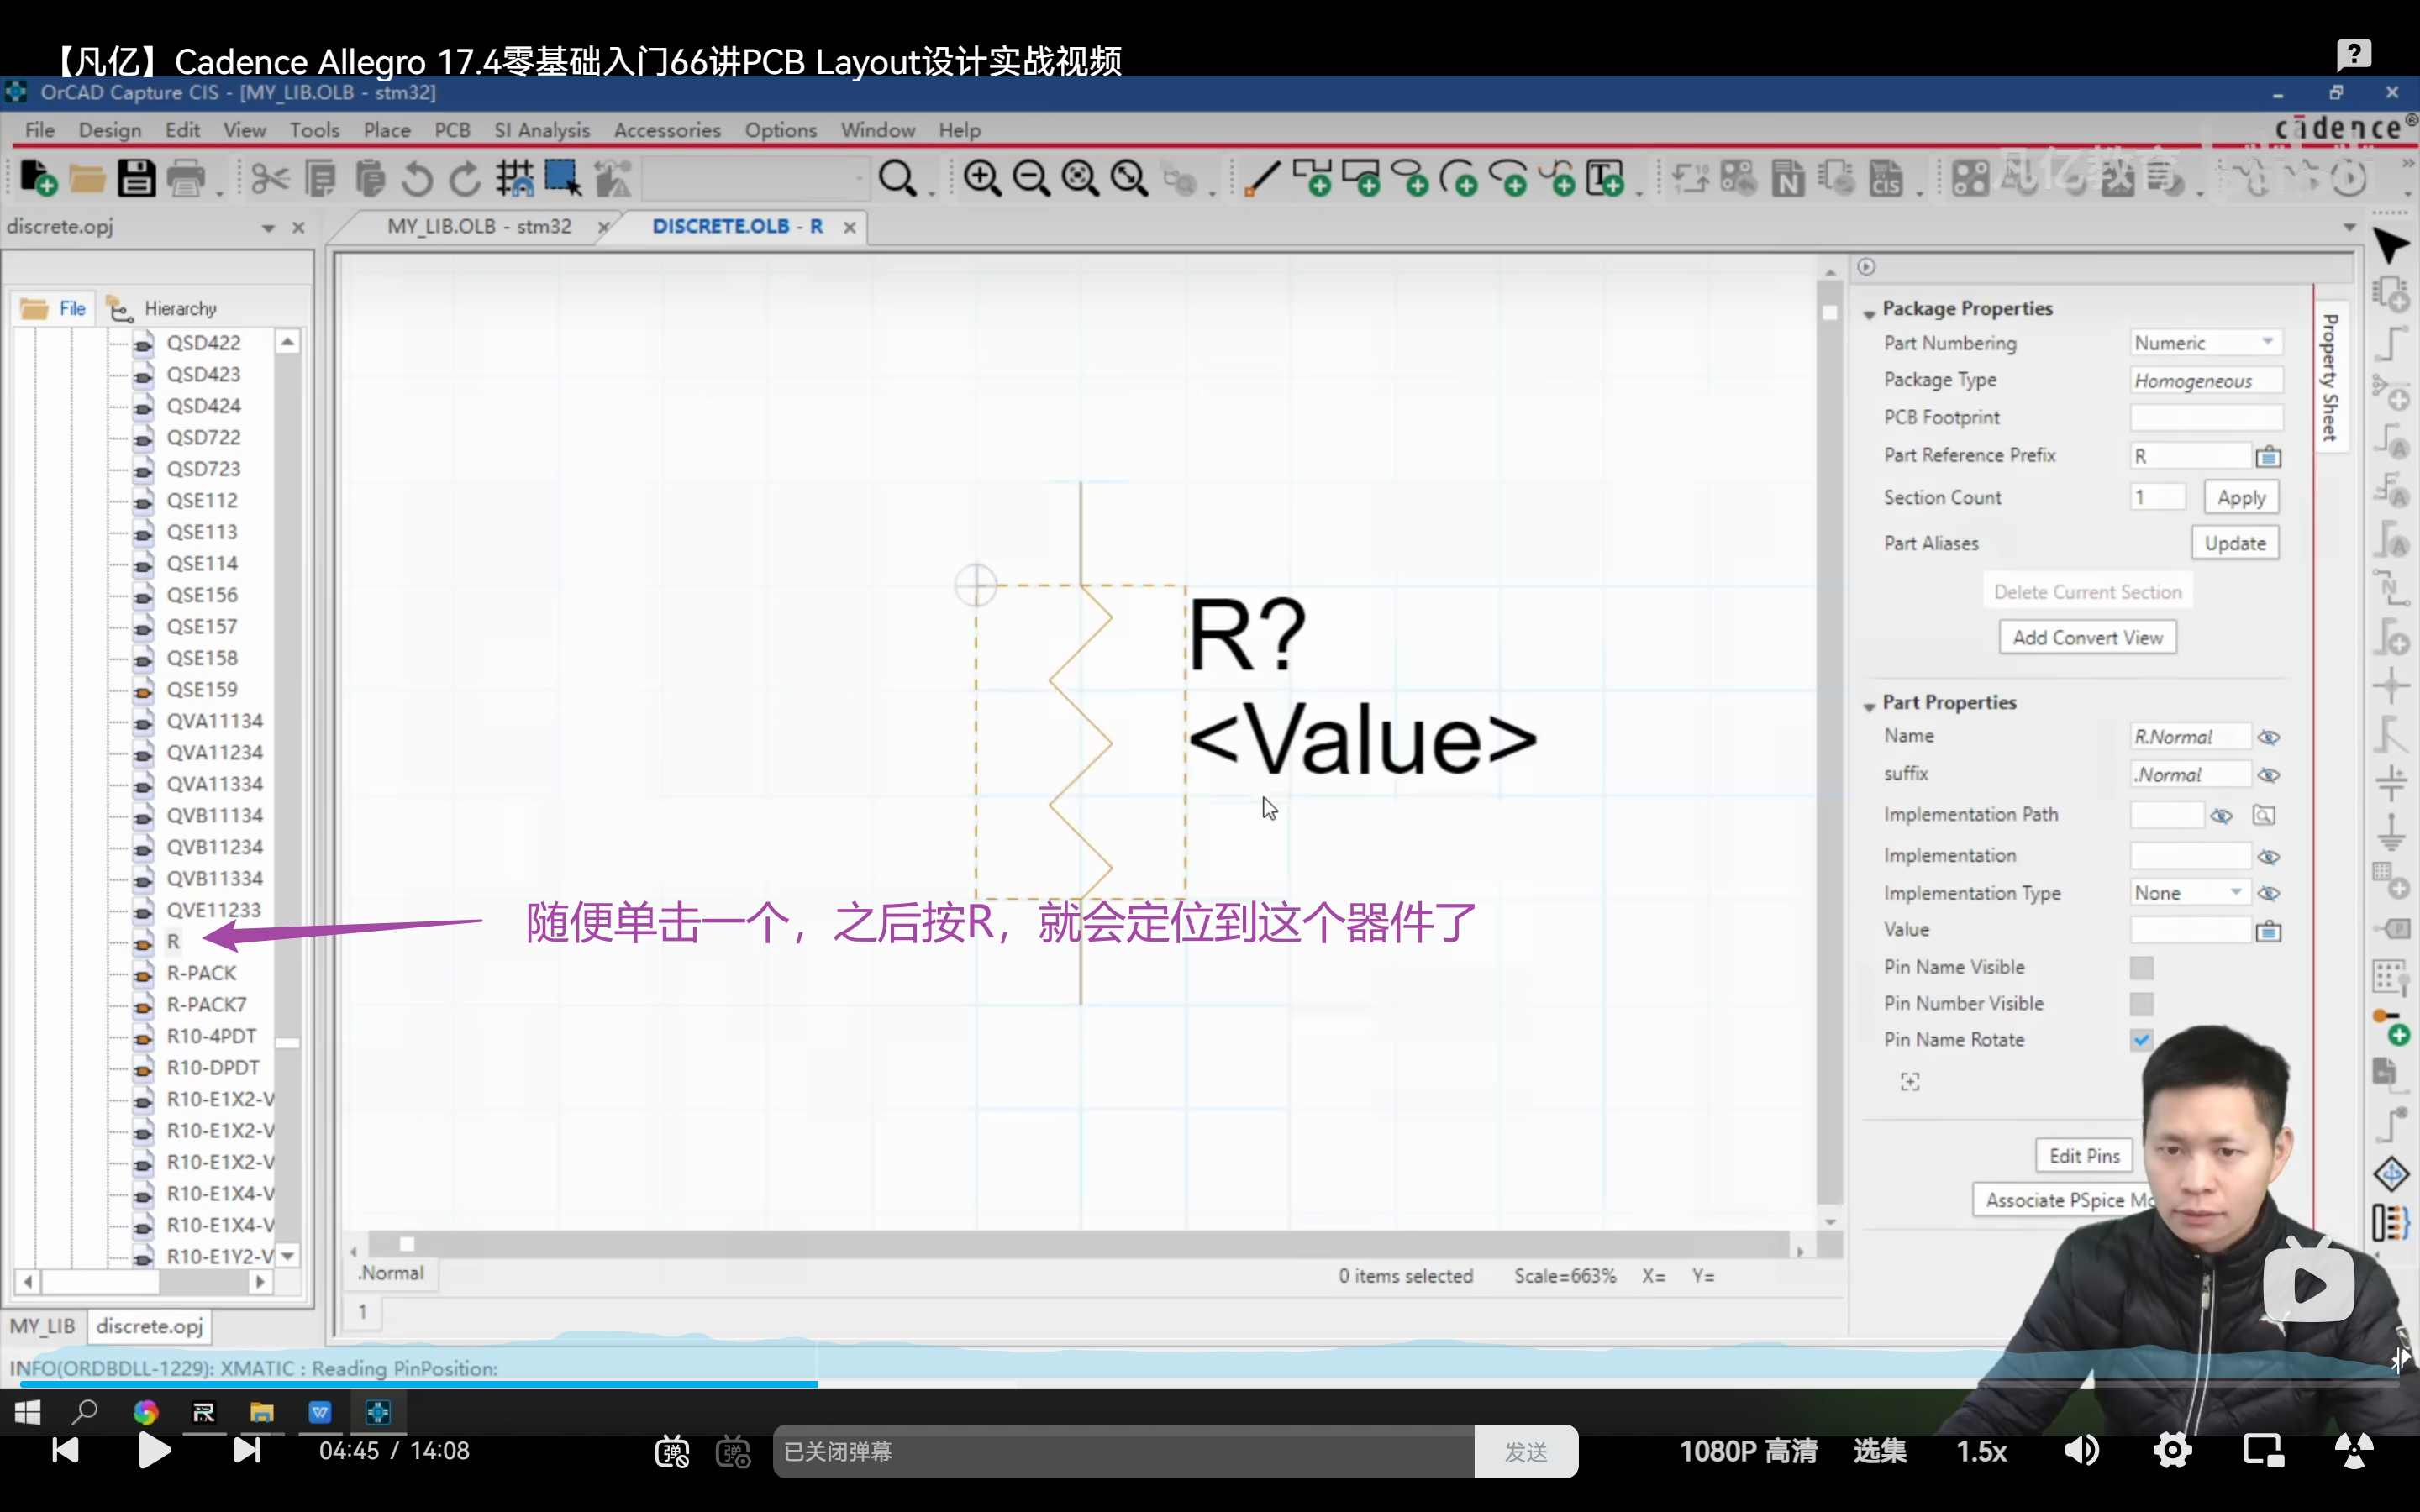 【凡亿】Cadence Allegro 17.4零基础入门66讲PCB Layout设计实战视频
OrCAD Capture CIS - [MY_LIB.OLB - stm32]
File Design Edit View Tools Place PCB SI Analysis Accessories Options Window Help
cādence®
凡亿教育
discrete.opj
MY_LIB.OLB - stm32
DISCRETE.OLB - R
File
Hierarchy
QSD422
QSD423
QSD424
QSD722
QSD723
QSE112
QSE113
QSE114
QSE156
QSE157
QSE158
QSE159
QVA11134
QVA11234
QVA11334
QVB11134
QVB11234
QVB11334
QVE11233
R
R-PACK
R-PACK7
R10-4PDT
R10-DPDT
R10-E1X2-V
R10-E1X2-V
R10-E1X2-V
R10-E1X4-V
R10-E1X4-V
R10-E1Y2-V
MY_LIB
discrete.opj
R?
<Value>
随便单击一个，之后按R，就会定位到这个器件了
.Normal
0 items selected Scale=663% X= Y=
1
Property Sheet
Package Properties
Part Numbering Numeric
Package Type Homogeneous
PCB Footprint
Part Reference Prefix R
Section Count 1 Apply
Part Aliases Update
Delete Current Section
Add Convert View
Part Properties
Name R.Normal
suffix .Normal
Implementation Path
Implementation
Implementation Type None
Value
Pin Name Visible
Pin Number Visible
Pin Name Rotate
Edit Pins
Associate PSpice Mo
INFO(ORDBDLL-1229): XMATIC : Reading PinPosition:
04:45 / 14:08
已关闭弹幕
发送
1080P 高清
选集
1.5x